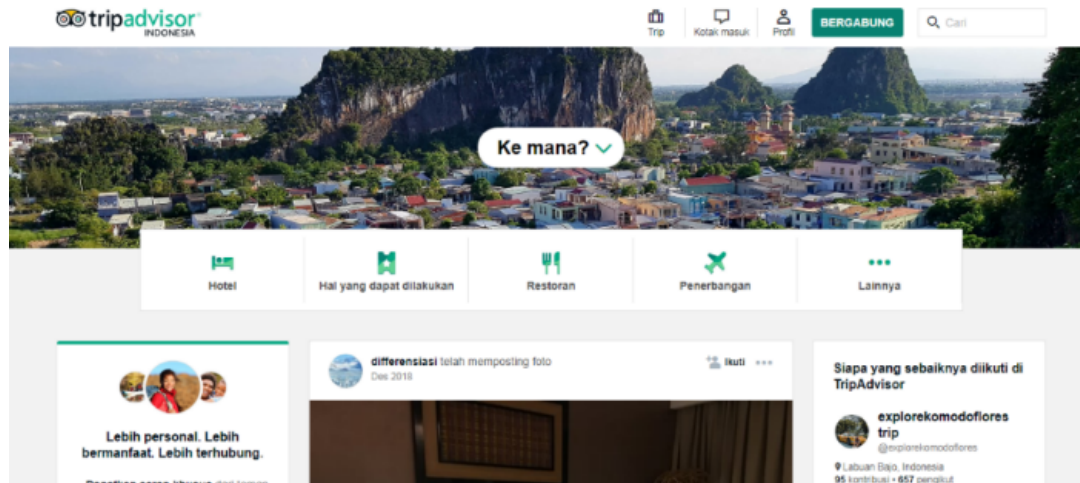 tripadvisor
INDONESIA
Trip
Kotak masuk
Profil
BERGABUNG
Cari
Ke mana?
Hotel
Hal yang dapat dilakukan
Restoran
Penerbangan
Lainnya
Lebih personal. Lebih
bermanfaat. Lebih terhubung.
differensiasi telah memposting foto
Des 2018
Ikuti
Siapa yang sebaiknya diikuti di
TripAdvisor
explorekomodoflores
trip
@explorekomodoflores
Labuan Bajo, Indonesia
95 kontribusi • 657 pengikut